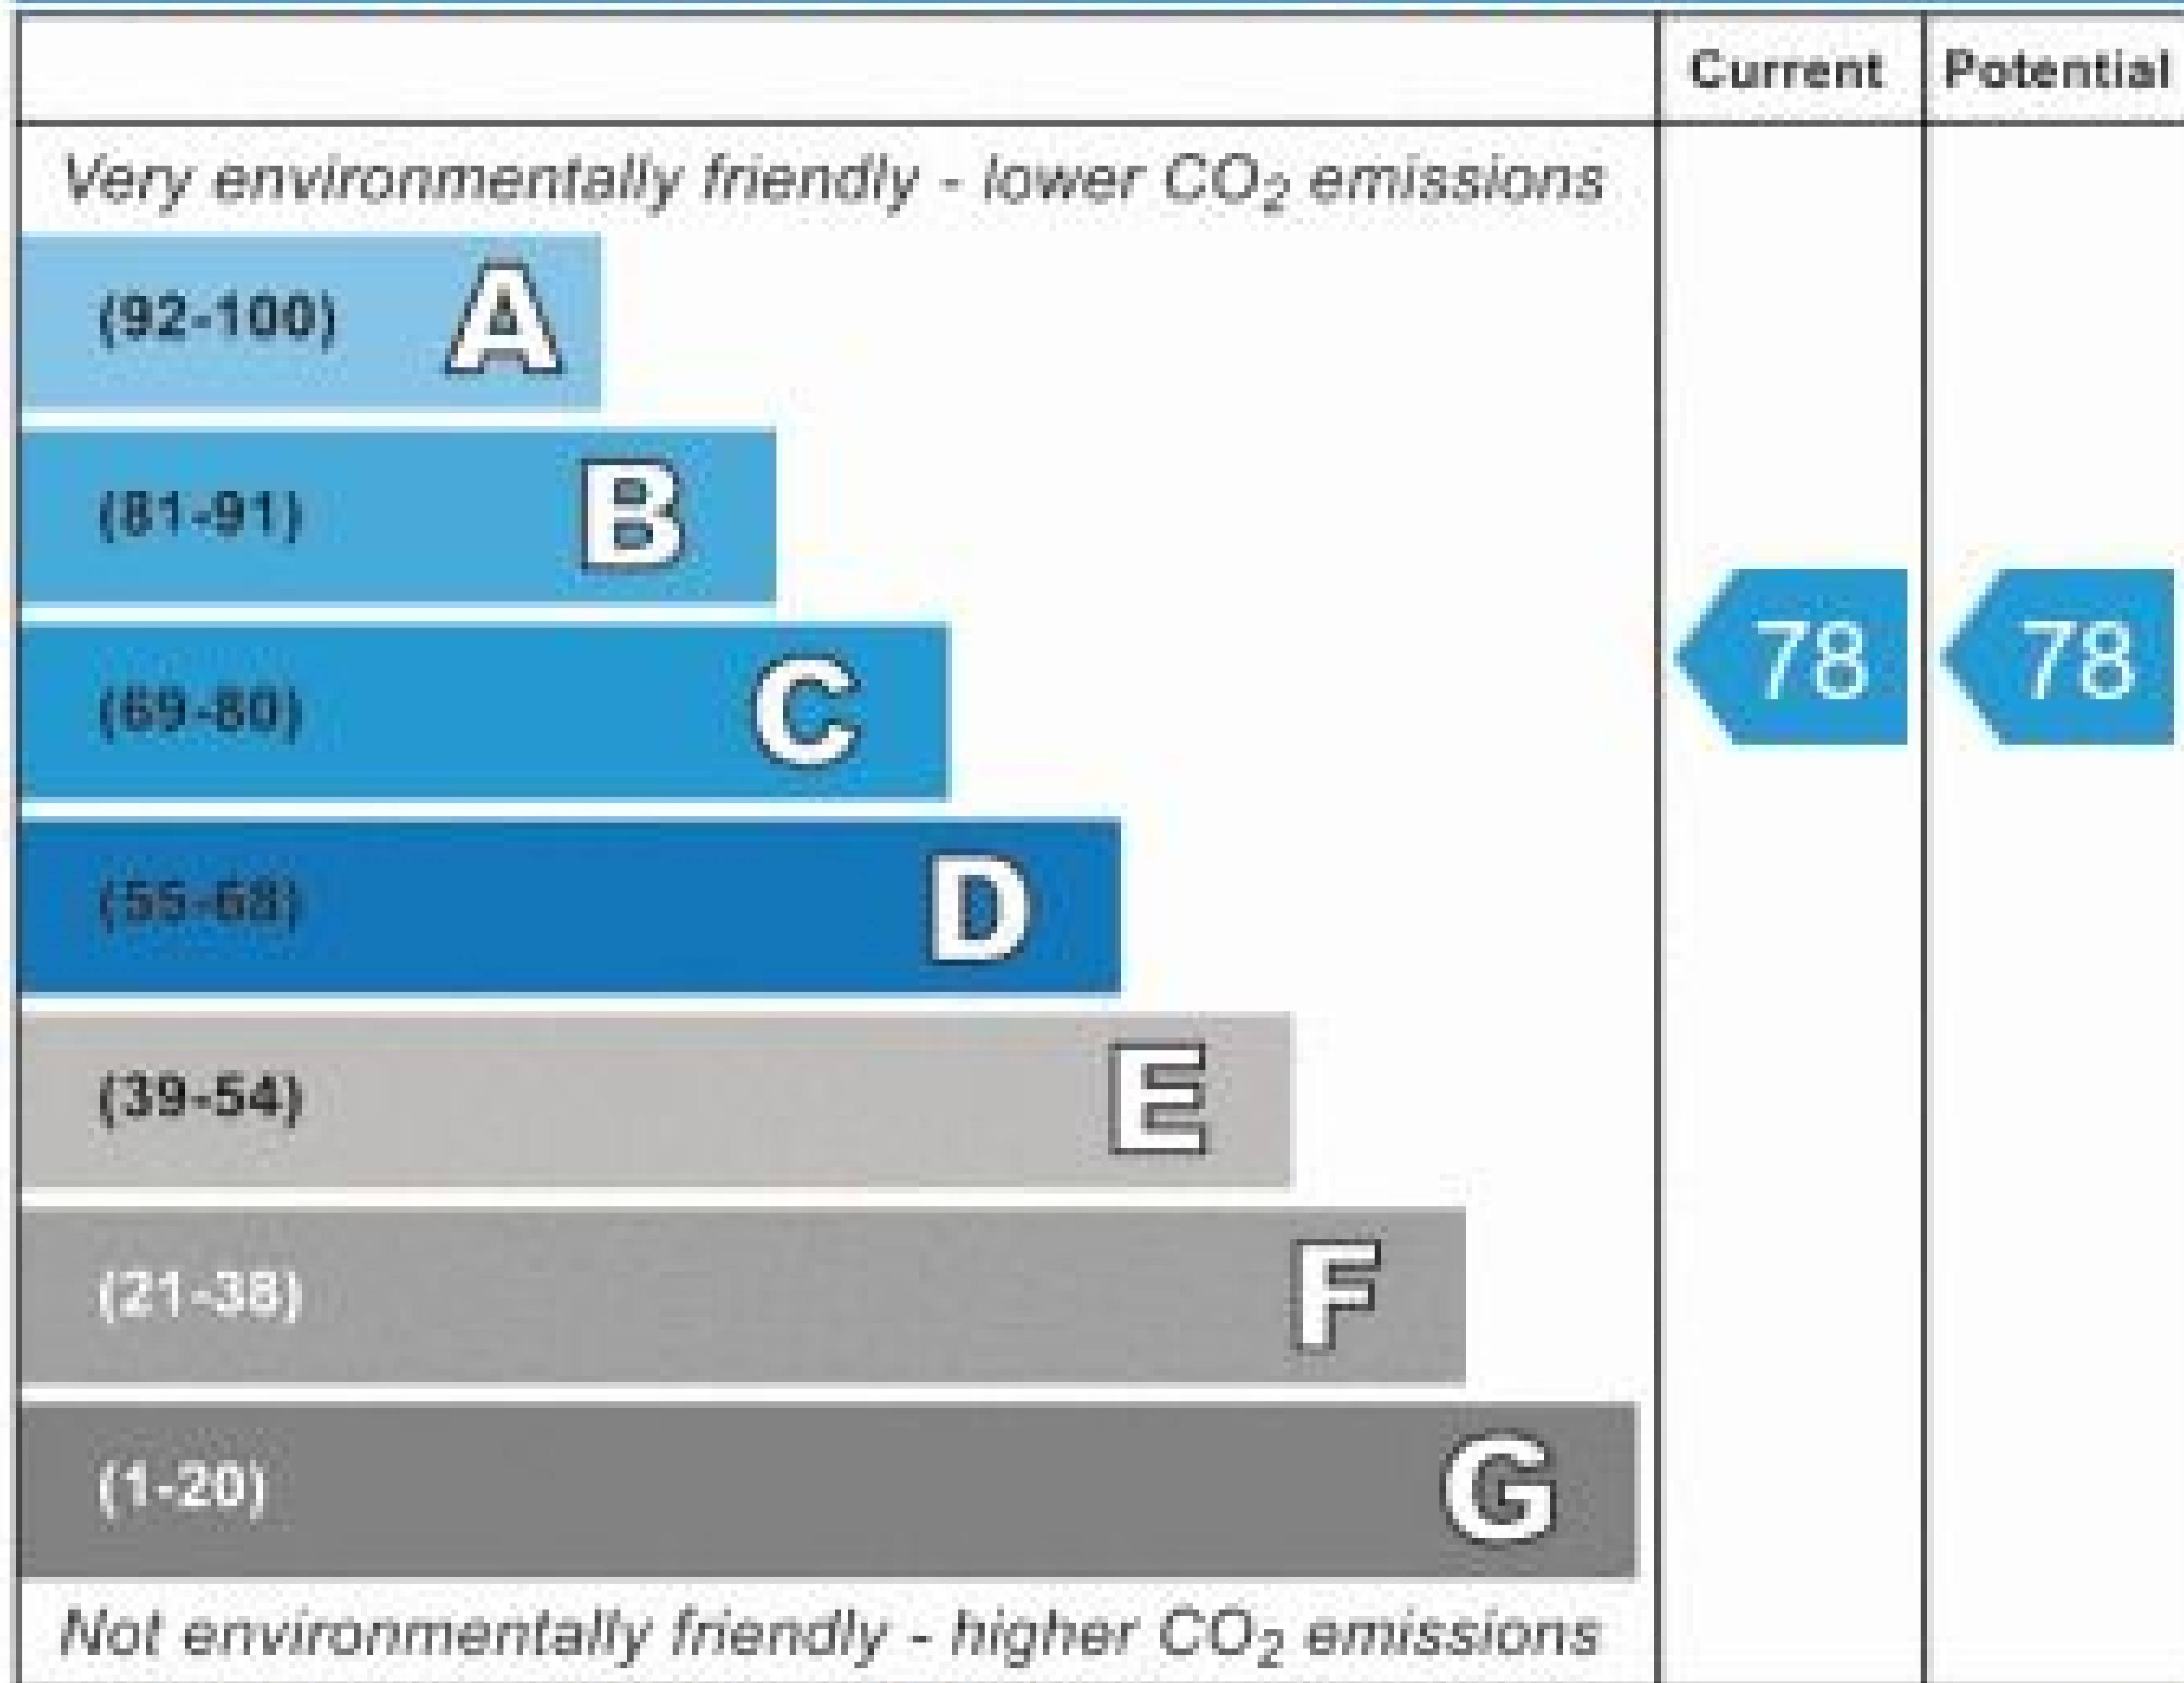 Current Potential
Very environmentally friendly - lower CO₂ emissions
(92-100) A
(81-91) B
(69-80) C
78 78
(55-68) D
(39-54) E
(21-38) F
(1-20) G
Not environmentally friendly - higher CO₂ emissions